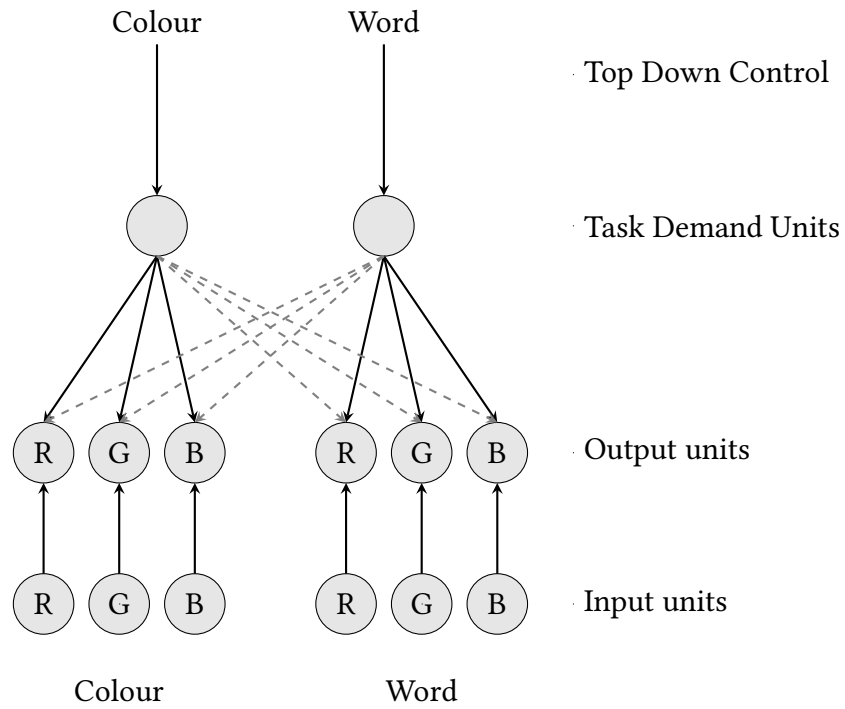 Colour Word
Top Down Control
Task Demand Units
R G B R G B Output units
R G B R G B Input units
Colour Word